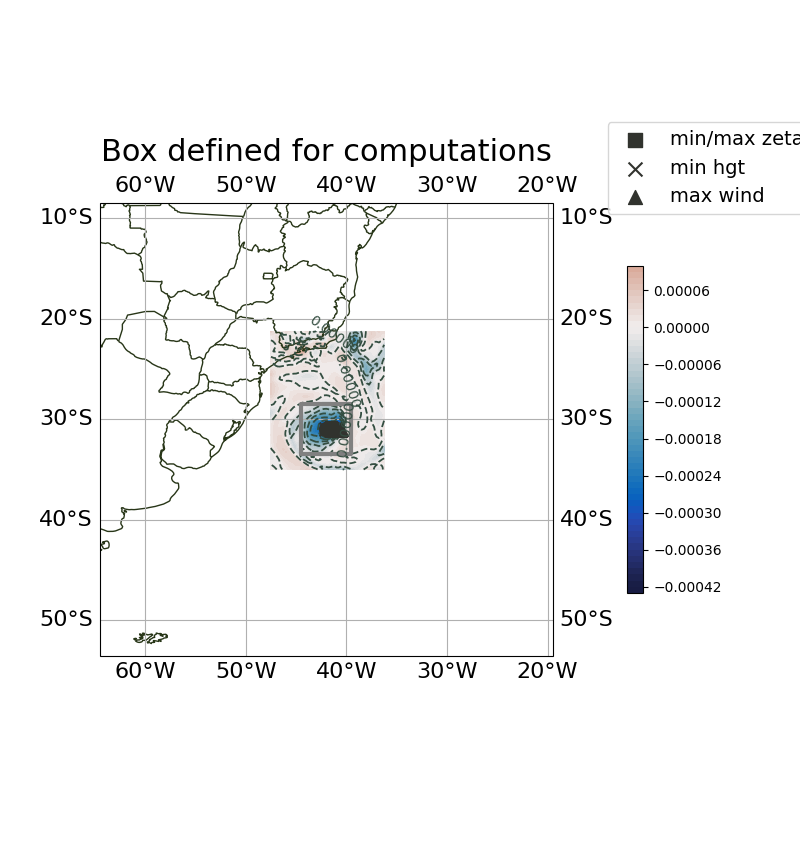 Box defined for computations
min/max zeta
min hgt
max wind
60°W 50°W 40°W 30°W 20°W
10°S 10°S
20°S 20°S
30°S 30°S
40°S 40°S
50°S 50°S
60°W 50°W 40°W 30°W 20°W
0.00006
0.00000
−0.00006
−0.00012
−0.00018
−0.00024
−0.00030
−0.00036
−0.00042